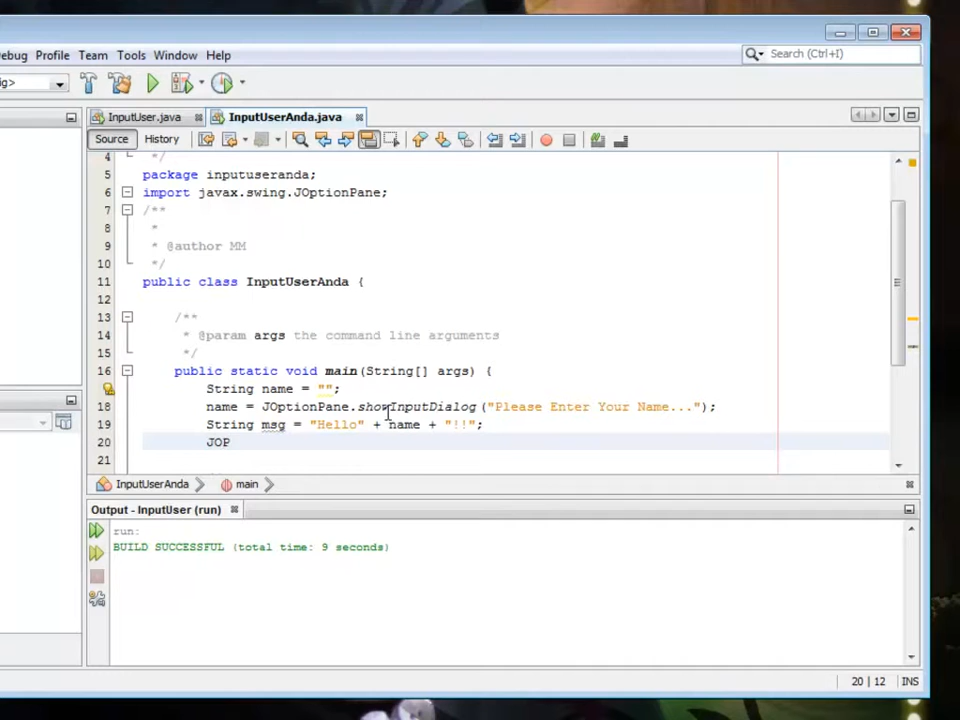 ebug Profile Team Tools Window Help
Search (Ctrl+I)
ig>
InputUser.java InputUserAnda.java
Source History
4 */
5 package inputuseranda;
6 import javax.swing.JOptionPane;
7 /**
8 *
9 * @author MM
10 */
11 public class InputUserAnda {
12
13 /**
14 * @param args the command line arguments
15 */
16 public static void main(String[] args) {
String name = "";
18 name = JOptionPane.showInputDialog("Please Enter Your Name...");
19 String msg = "Hello" + name + "!!";
20 JOP
21
InputUserAnda main
Output - InputUser (run)
run:
BUILD SUCCESSFUL (total time: 9 seconds)
20 | 12 INS